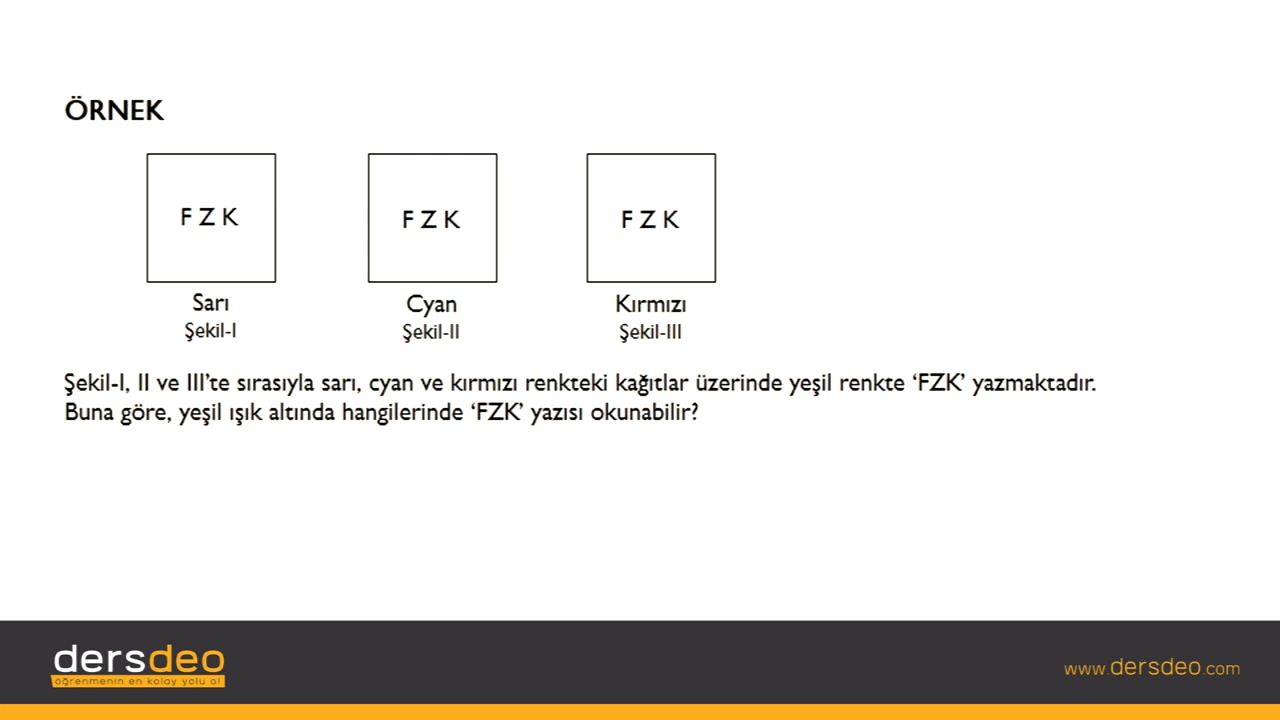 ÖRNEK
F Z K
F Z K
F Z K
Sarı
Cyan
Kırmızı
Şekil-I
Şekil-II
Şekil-III
Şekil-I, II ve III’te sırasıyla sarı, cyan ve kırmızı renkteki kağıtlar üzerinde yeşil renkte ‘FZK’ yazmaktadır.
Buna göre, yeşil ışık altında hangilerinde ‘FZK’ yazısı okunabilir?
dersdeo
öğrenmenin en kolay yolu o!
www.dersdeo.com